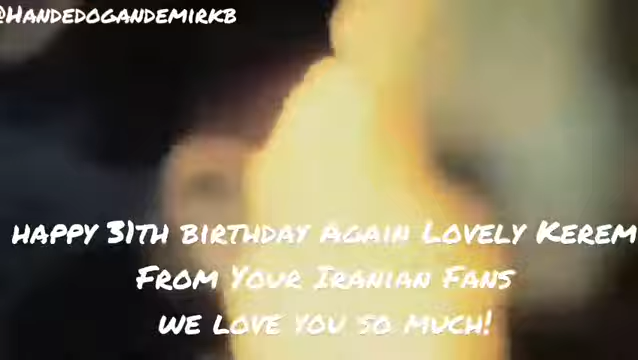 @Handedogandemirkb
happy 31th birthday again Lovely Kerem
From Your Iranian Fans
we love you so much!